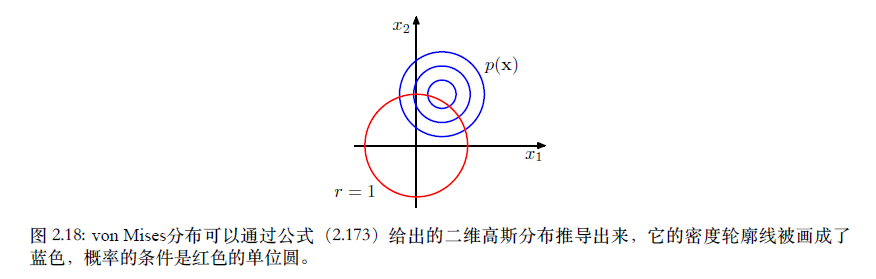 x₂
p(x)
x₁
r = 1
图 2.18: von Mises分布可以通过公式（2.173）给出的二维高斯分布推导出来，它的密度轮廓线被画成了
蓝色，概率的条件是红色的单位圆。